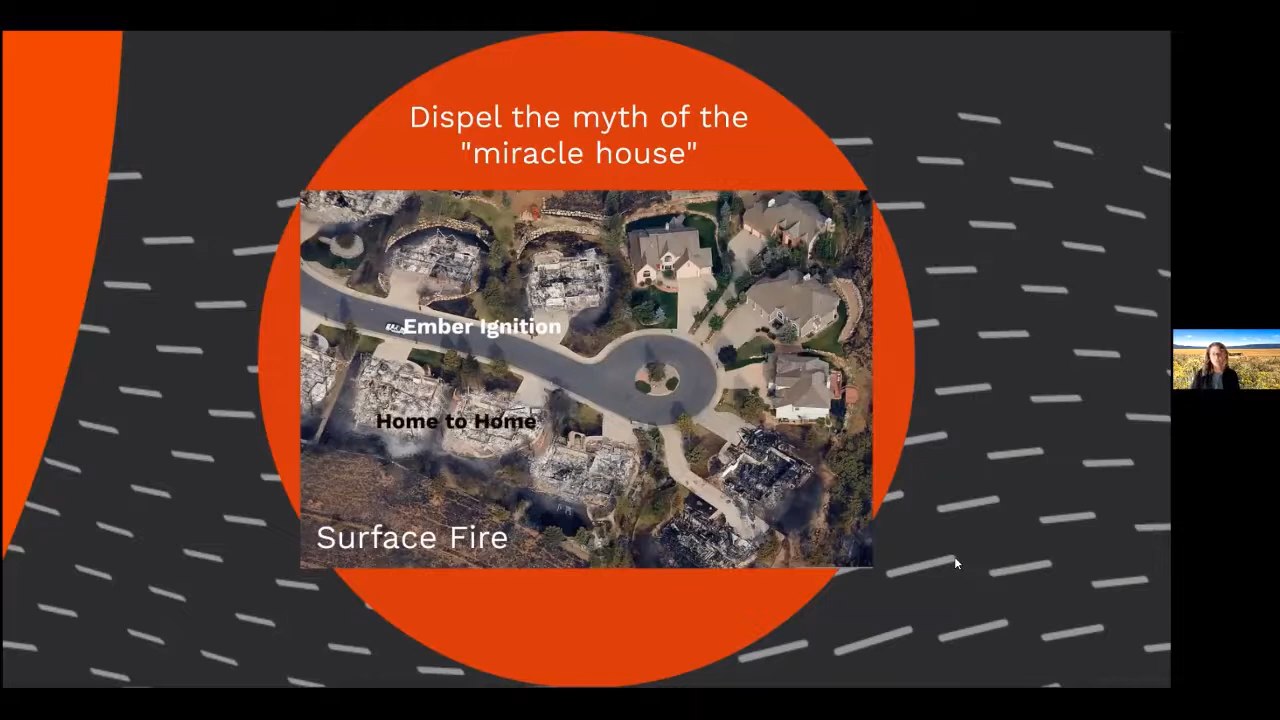 Dispel the myth of the
"miracle house"
Ember Ignition
Home to Home
Surface Fire